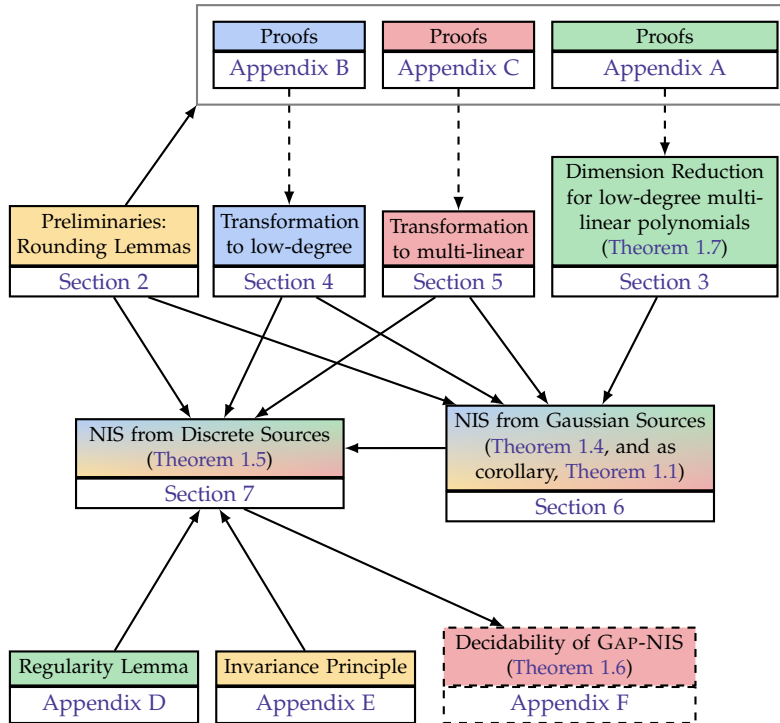 Proofs
Appendix B
Proofs
Appendix C
Proofs
Appendix A
Preliminaries:
Rounding Lemmas
Section 2
Transformation
to low-degree
Section 4
Transformation
to multi-linear
Section 5
Dimension Reduction
for low-degree multi-
linear polynomials
(Theorem 1.7)
Section 3
NIS from Discrete Sources
(Theorem 1.5)
Section 7
NIS from Gaussian Sources
(Theorem 1.4, and as
corollary, Theorem 1.1)
Section 6
Regularity Lemma
Appendix D
Invariance Principle
Appendix E
Decidability of GAP-NIS
(Theorem 1.6)
Appendix F